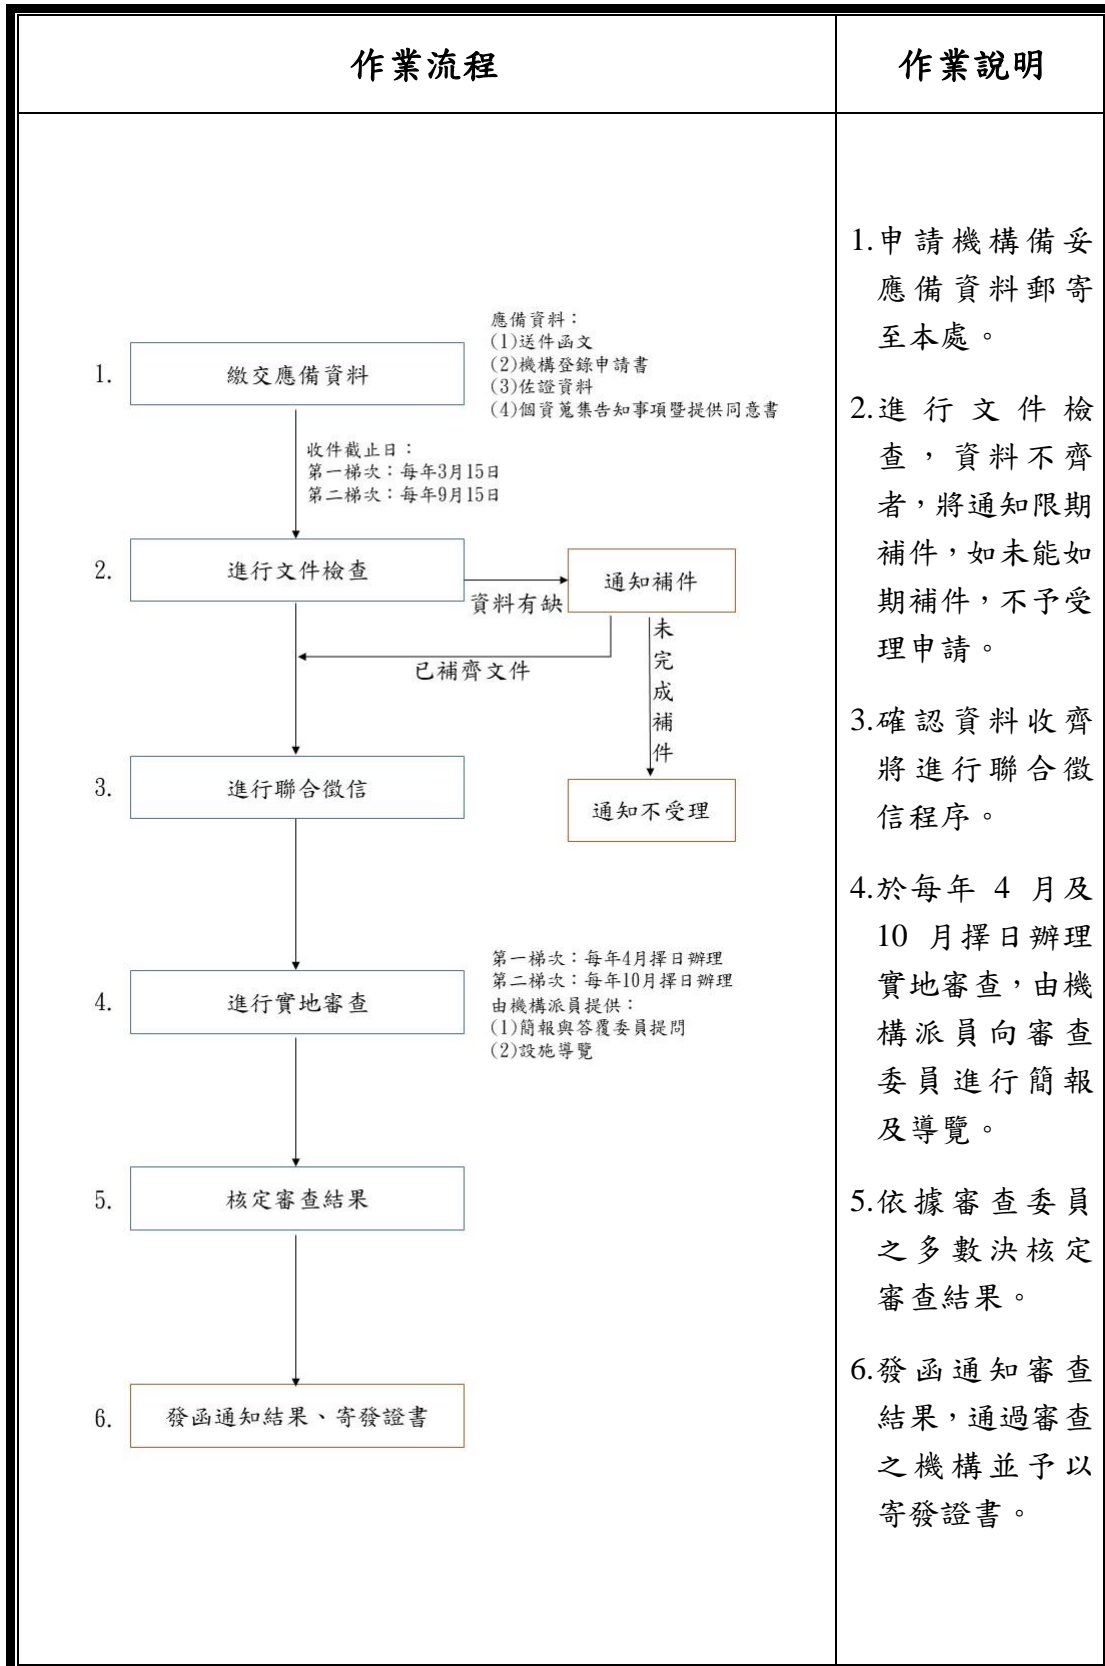 作業流程
作業說明
應備資料：
(1)送件函文
(2)機構登錄申請書
(3)佐證資料
(4)個資蒐集告知事項暨提供同意書
1.
繳交應備資料
收件截止日：
第一梯次：每年3月15日
第二梯次：每年9月15日
2.
進行文件檢查
資料有缺
通知補件
已補齊文件
未
完
成
補
件
3.
進行聯合徵信
通知不受理
第一梯次：每年4月擇日辦理
第二梯次：每年10月擇日辦理
由機構派員提供：
(1)簡報與答覆委員提問
(2)設施導覽
4.
進行實地審查
5.
核定審查結果
6.
發函通知結果、寄發證書
1.申請機構備妥
應備資料郵寄
至本處。
2.進行文件檢
查，資料不齊
者，將通知限期
補件，如未能如
期補件，不予受
理申請。
3.確認資料收齊
將進行聯合徵
信程序。
4.於每年 4 月及
10 月擇日辦理
實地審查，由機
構派員向審查
委員進行簡報
及導覽。
5.依據審查委員
之多數決核定
審查結果。
6.發函通知審查
結果，通過審查
之機構並予以
寄發證書。